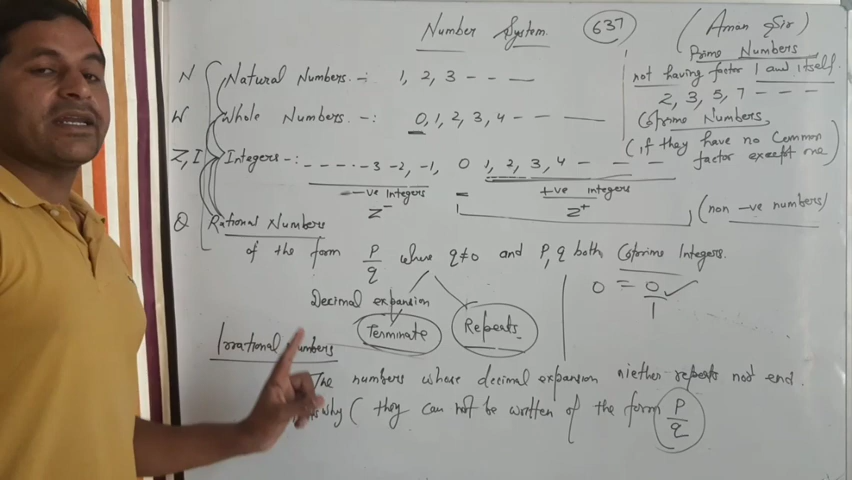 Number System 637 (Aman Sir)
Prime Numbers
not having factor 1 and itself.
2, 3, 5, 7 - - -
Coprime Numbers,
(if they have no common
factor except one)
N Natural Numbers -: 1, 2, 3 - - -
W Whole Numbers -: 0, 1, 2, 3, 4 - - -
Z, I Integers -: - - - - - -3 -2, -1, 0 1, 2, 3, 4 - - -
-ve Integers +ve integers
Z⁻ Z⁺ (non -ve numbers)
Q Rational Numbers
of the form P/q where q≠0 and P, q both Coprime Integers.
Decimal expansion
Terminate Repeats
0 = 0/1 ✓
Irrational Numbers
The numbers whose decimal expansion niether repeats not end.
why (they can not be written of the form P/q